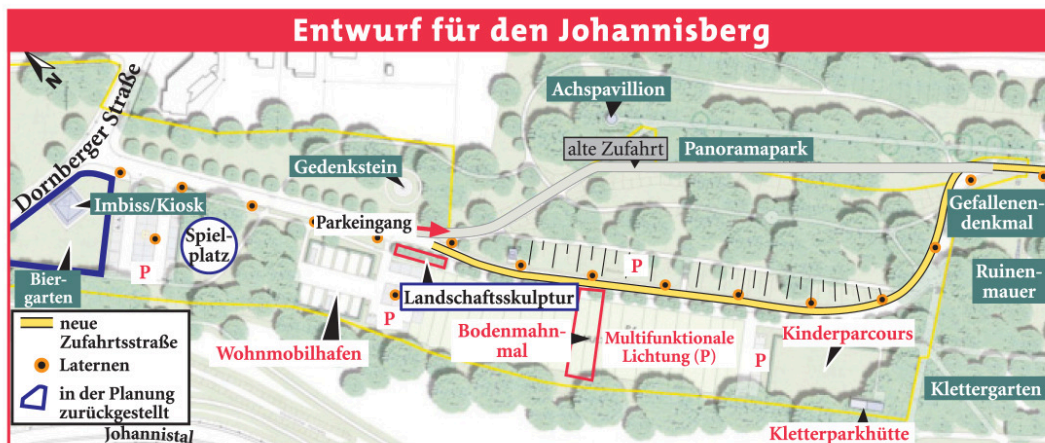 Entwurf für den Johannisberg
N
Dornberger Straße
Achspavillion
alte Zufahrt
Panoramapark
Gedenkstein
Imbiss/Kiosk
Parkeingang
Gefallenen-
denkmal
Spiel-
platz
P
P
Bier-
garten
Ruinen-
mauer
Landschaftsskulptur
P
neue
Zufahrtsstraße
Wohnmobilhafen
Bodenmahn-
mal
Multifunktionale
Lichtung (P)
P
Kinderparcours
Laternen
Klettergarten
in der Planung
zurückgestellt
Kletterparkhütte
Johannistal